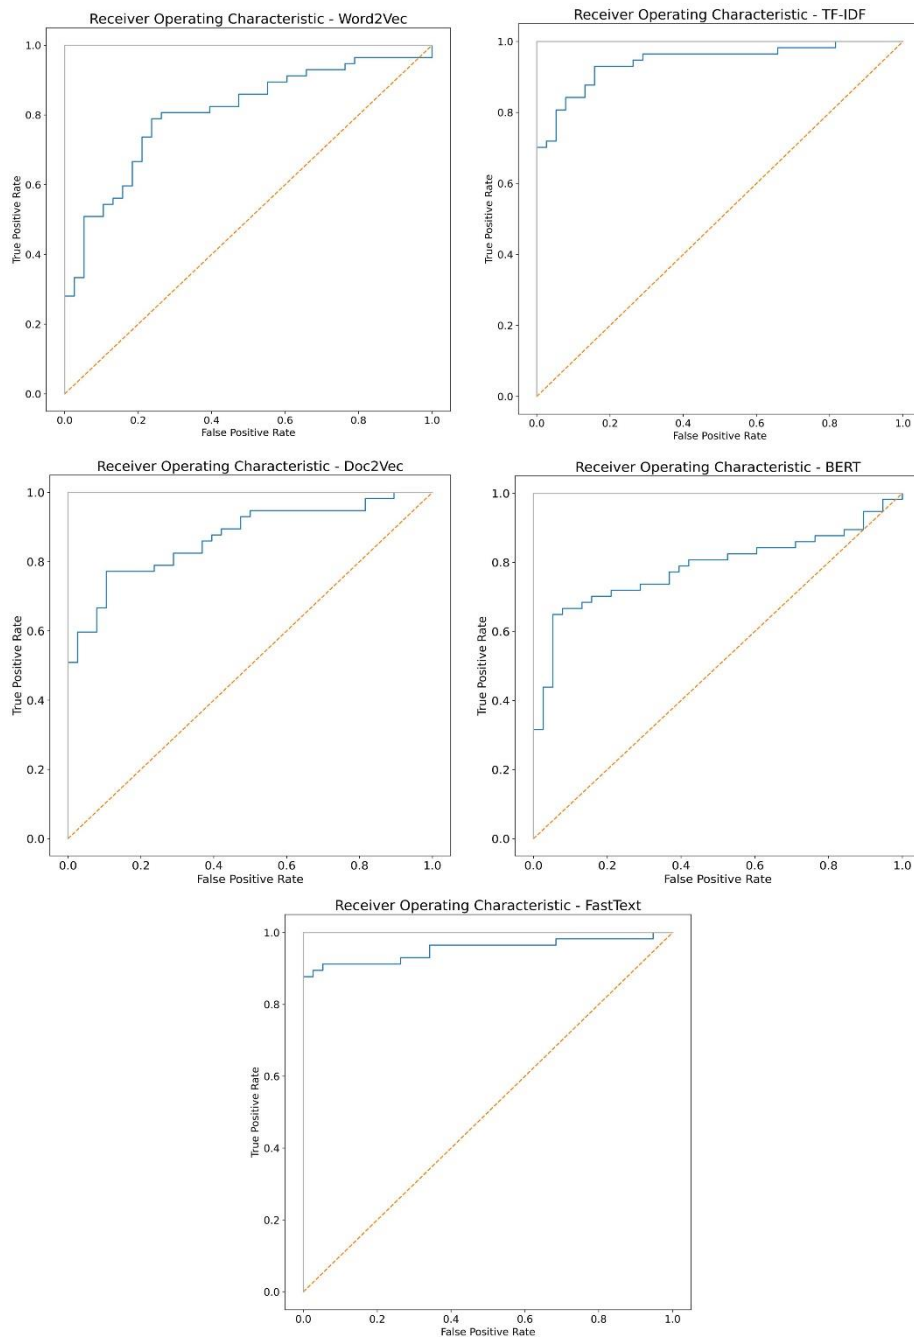 Receiver Operating Characteristic - Word2Vec
1.0
0.8
0.6
0.4
0.2
0.0
True Positive Rate
0.0 0.2 0.4 0.6 0.8 1.0
False Positive Rate
Receiver Operating Characteristic - TF-IDF
1.0
0.8
0.6
0.4
0.2
0.0
True Positive Rate
0.0 0.2 0.4 0.6 0.8 1.0
False Positive Rate
Receiver Operating Characteristic - Doc2Vec
1.0
0.8
0.6
0.4
0.2
0.0
True Positive Rate
0.0 0.2 0.4 0.6 0.8 1.0
False Positive Rate
Receiver Operating Characteristic - BERT
1.0
0.8
0.6
0.4
0.2
0.0
True Positive Rate
0.0 0.2 0.4 0.6 0.8 1.0
False Positive Rate
Receiver Operating Characteristic - FastText
1.0
0.8
0.6
0.4
0.2
0.0
True Positive Rate
0.0 0.2 0.4 0.6 0.8 1.0
False Positive Rate